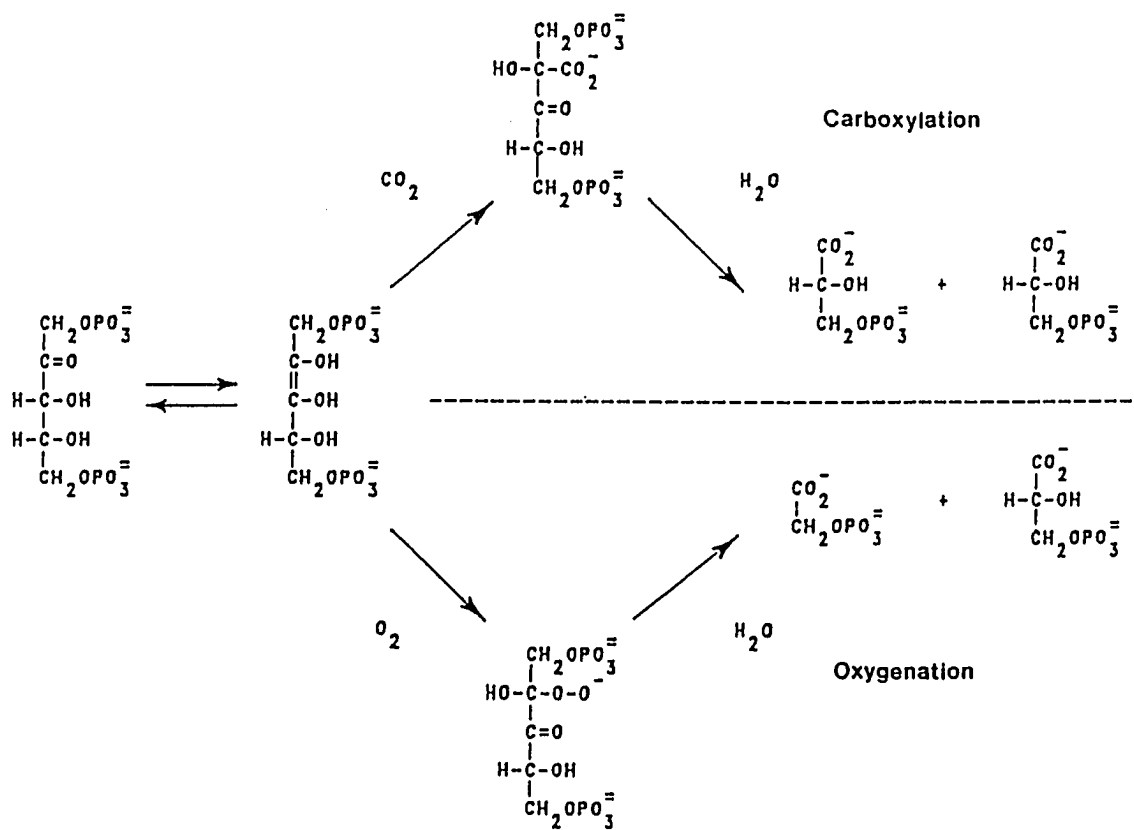 CH2OPO3=
HO-C-CO2-
C=O
H-C-OH
CH2OPO3=
Carboxylation
CO2
H2O
CO2- CO2-
H-C-OH + H-C-OH
CH2OPO3= CH2OPO3=
CH2OPO3= CH2OPO3=
C=O C-OH
H-C-OH C-OH
H-C-OH H-C-OH
CH2OPO3= CH2OPO3=
CO2- CO2-
CH2OPO3= + H-C-OH
CH2OPO3=
O2
H2O
CH2OPO3=
Oxygenation
HO-C-O-O-
C=O
H-C-OH
CH2OPO3=